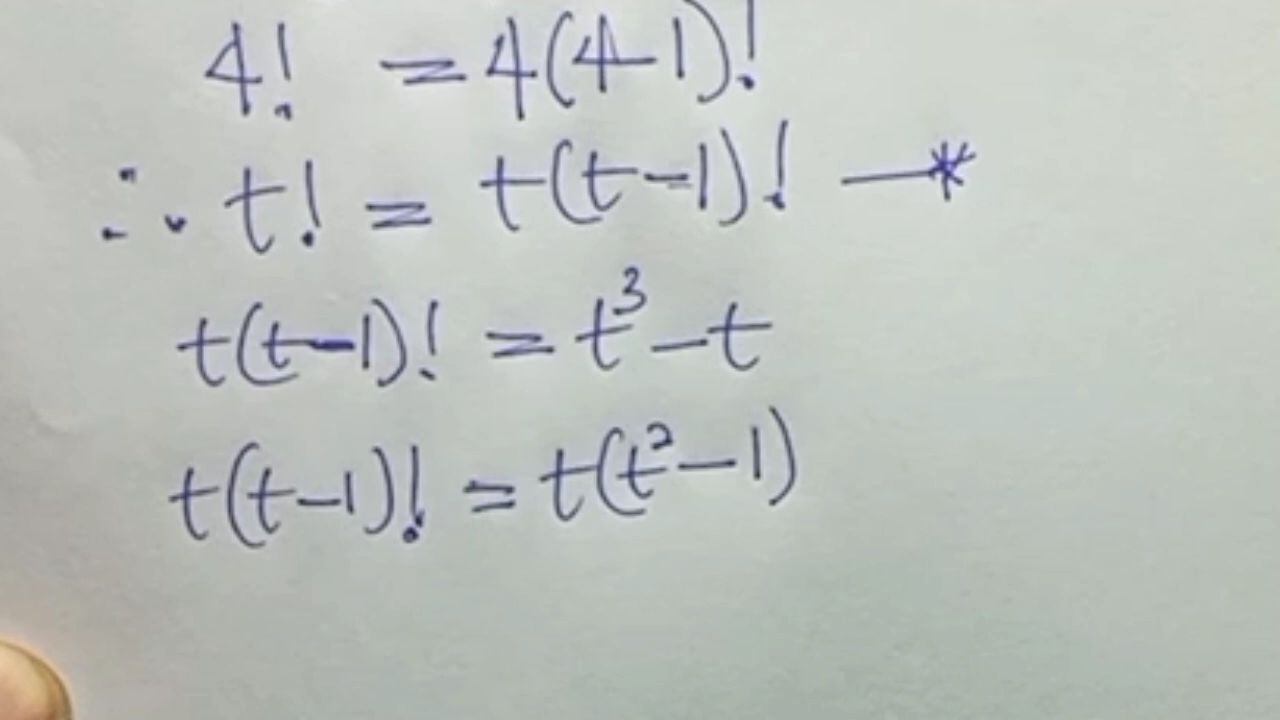 4! = 4(4-1)!
∴ t! = t(t-1)! —*
t(t-1)! = t³-t
t(t-1)! = t(t²-1)